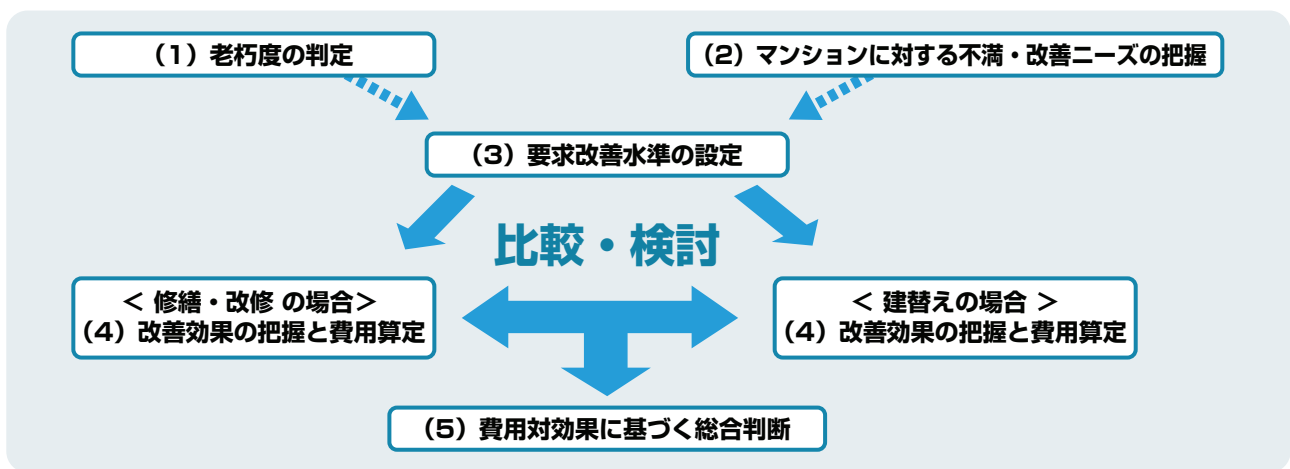 （1）老朽度の判定
（2）マンションに対する不満・改善ニーズの把握
（3）要求改善水準の設定
比較・検討
＜ 修繕・改修 の場合＞
（4）改善効果の把握と費用算定
＜ 建替えの場合 ＞
（4）改善効果の把握と費用算定
（5）費用対効果に基づく総合判断